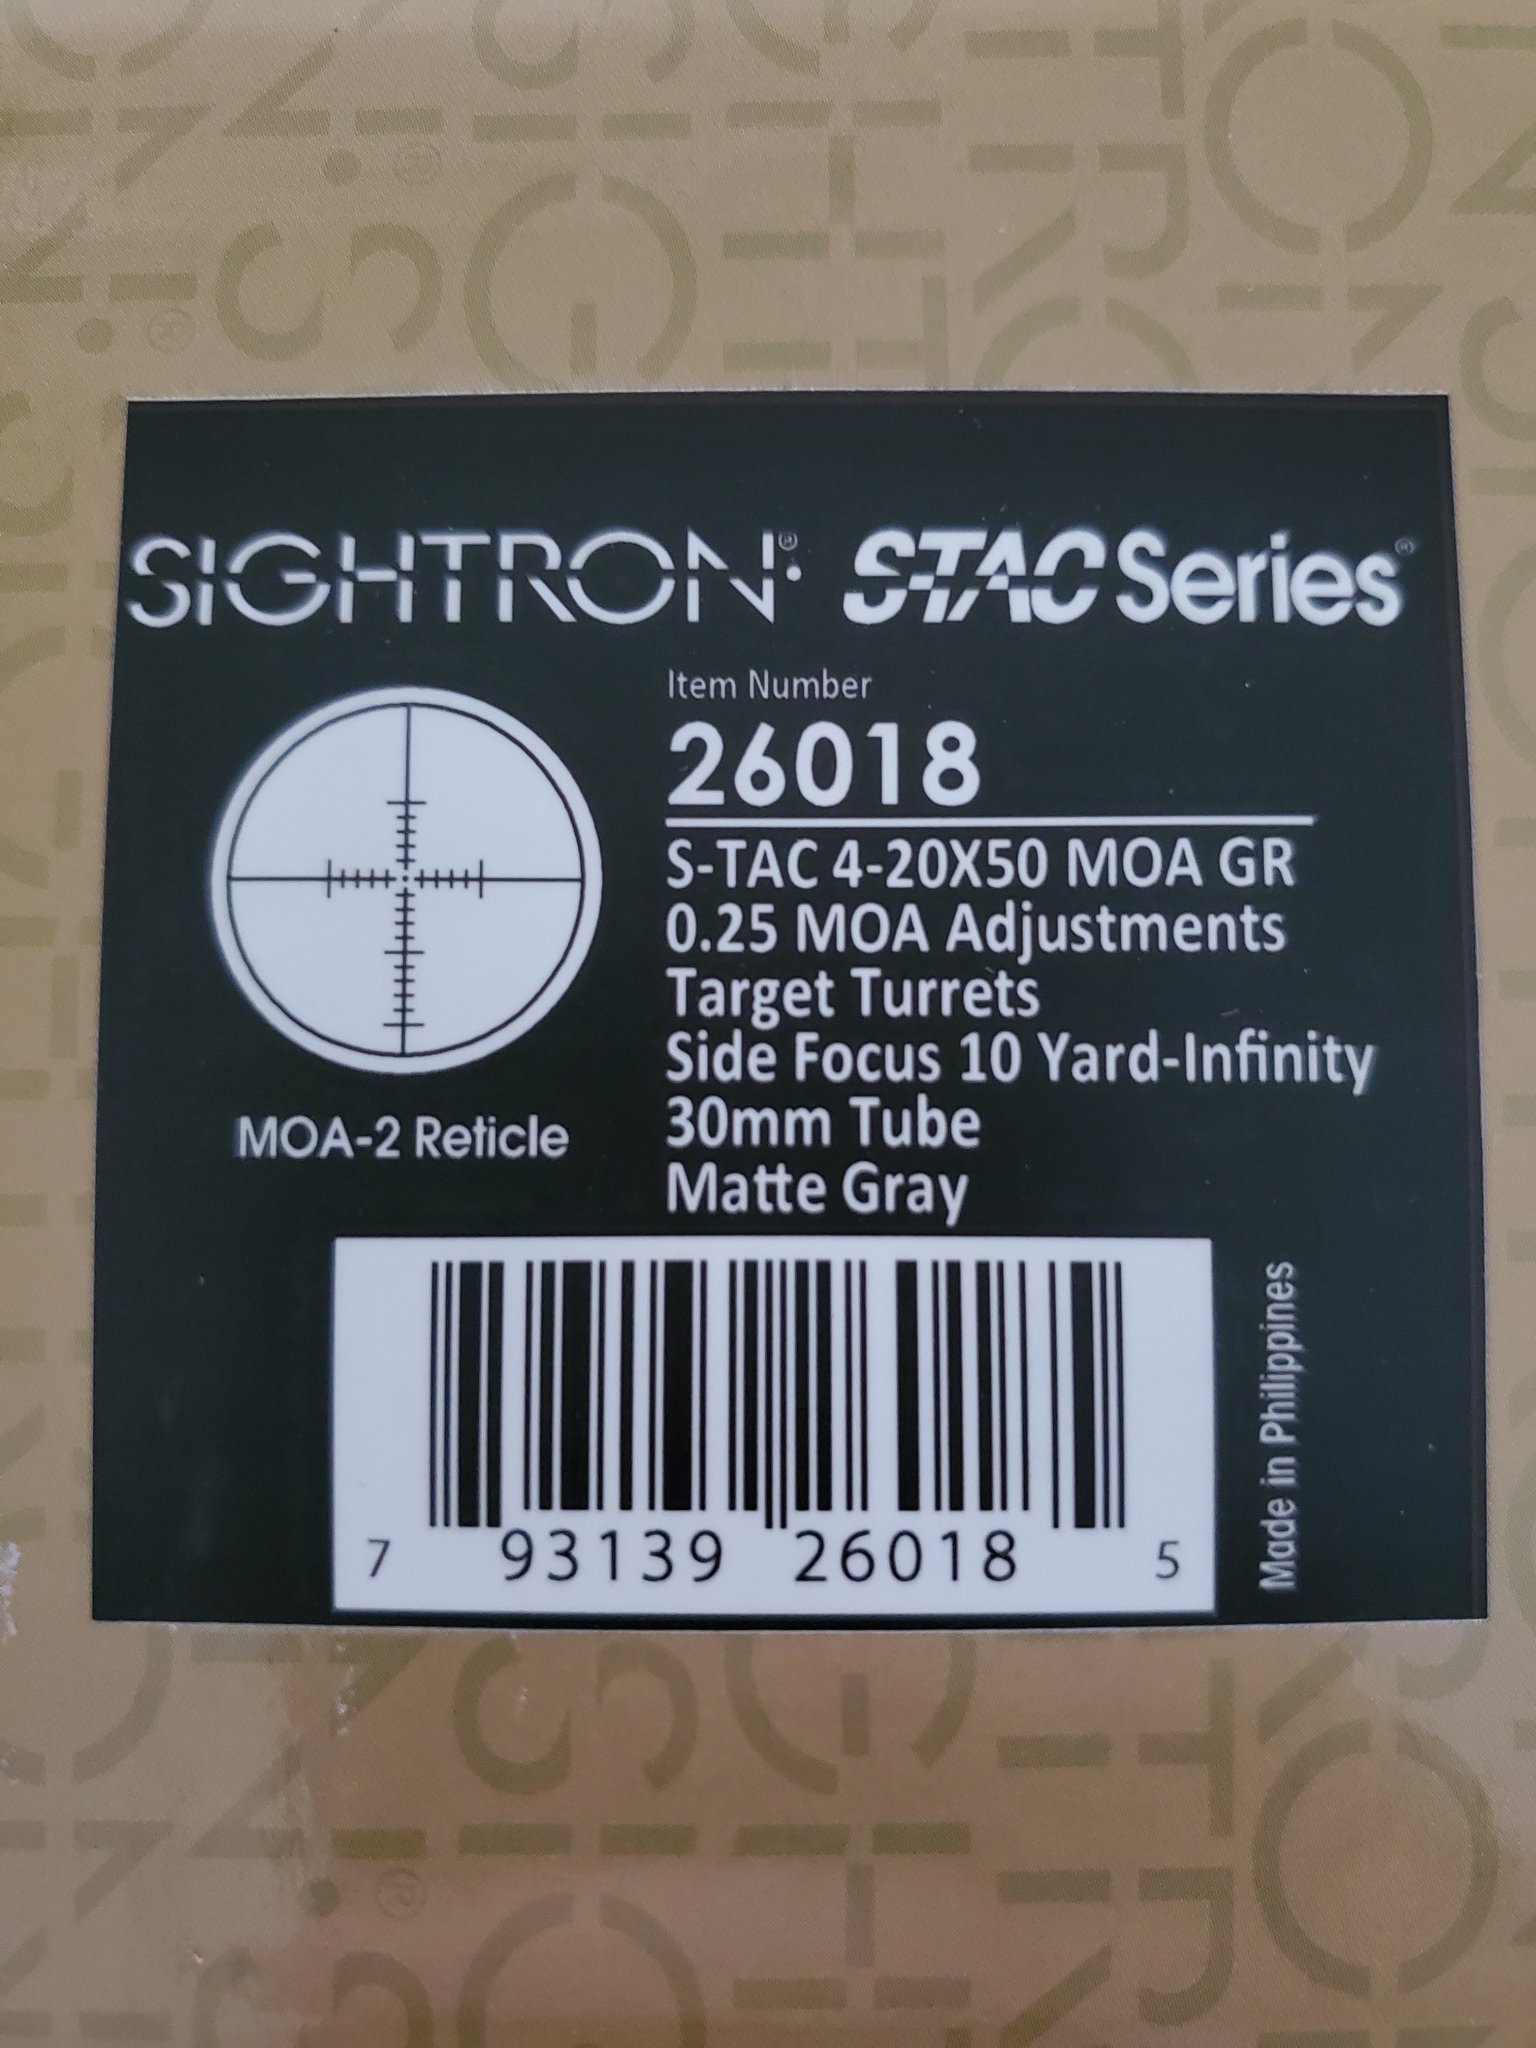 SIGHTRON® S-TAC Series®
Item Number
26018
S-TAC 4-20X50 MOA GR
0.25 MOA Adjustments
Target Turrets
Side Focus 10 Yard-Infinity
30mm Tube
Matte Gray
MOA-2 Reticle
7 93139 26018 5
Made in Philippines